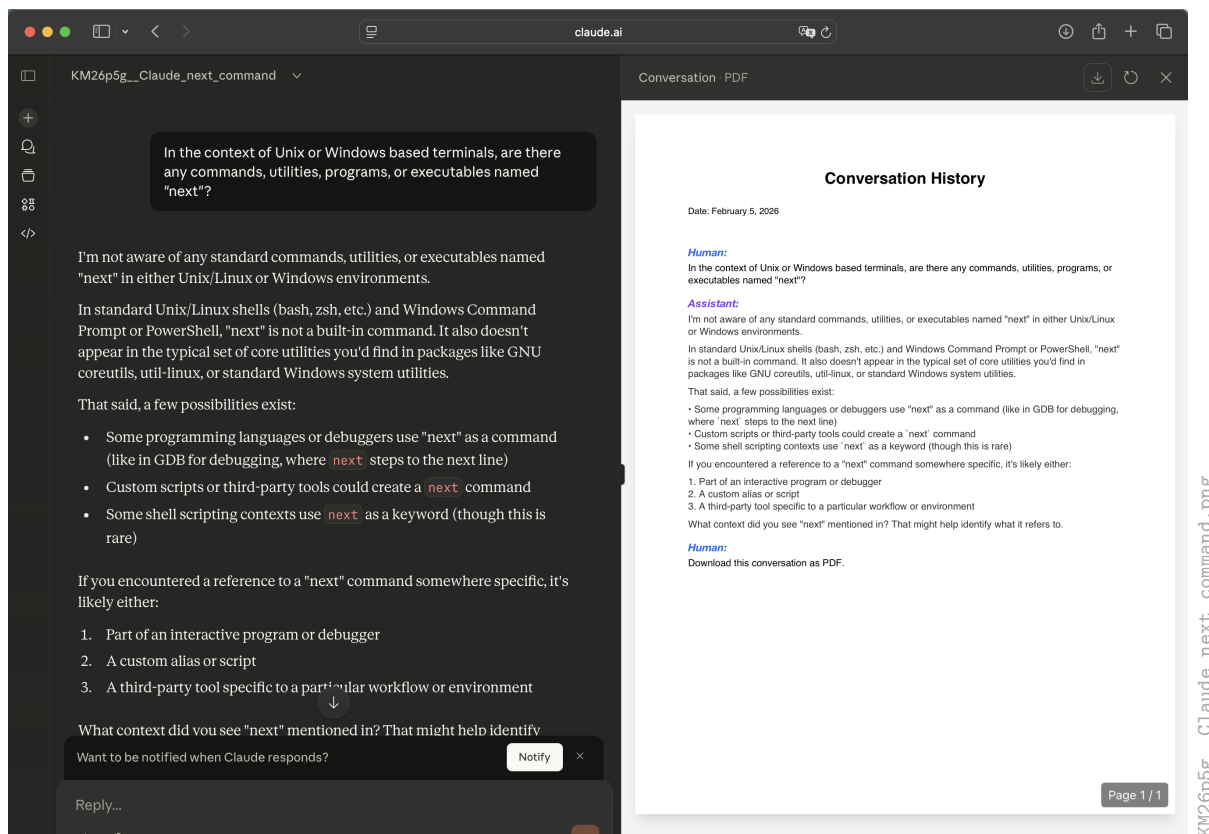 claude.ai
KM26p5g__Claude_next_command
In the context of Unix or Windows based terminals, are there
any commands, utilities, programs, or executables named
"next"?
I'm not aware of any standard commands, utilities, or executables named
"next" in either Unix/Linux or Windows environments.
In standard Unix/Linux shells (bash, zsh, etc.) and Windows Command
Prompt or PowerShell, "next" is not a built-in command. It also doesn't
appear in the typical set of core utilities you'd find in packages like GNU
coreutils, util-linux, or standard Windows system utilities.
That said, a few possibilities exist:
• Some programming languages or debuggers use "next" as a command
(like in GDB for debugging, where next steps to the next line)
• Custom scripts or third-party tools could create a next command
• Some shell scripting contexts use next as a keyword (though this is
rare)
If you encountered a reference to a "next" command somewhere specific, it's
likely either:
1. Part of an interactive program or debugger
2. A custom alias or script
3. A third-party tool specific to a particular workflow or environment
What context did you see "next" mentioned in? That might help identify
Want to be notified when Claude responds?
Notify
Reply...
Conversation · PDF
Conversation History
Date: February 5, 2026
Human:
In the context of Unix or Windows based terminals, are there any commands, utilities, programs, or
executables named "next"?
Assistant:
I'm not aware of any standard commands, utilities, or executables named "next" in either Unix/Linux
or Windows environments.
In standard Unix/Linux shells (bash, zsh, etc.) and Windows Command Prompt or PowerShell, "next"
is not a built-in command. It also doesn't appear in the typical set of core utilities you'd find in
packages like GNU coreutils, util-linux, or standard Windows system utilities.
That said, a few possibilities exist:
• Some programming languages or debuggers use "next" as a command (like in GDB for debugging,
where `next` steps to the next line)
• Custom scripts or third-party tools could create a `next` command
• Some shell scripting contexts use `next` as a keyword (though this is rare)
If you encountered a reference to a "next" command somewhere specific, it's likely either:
1. Part of an interactive program or debugger
2. A custom alias or script
3. A third-party tool specific to a particular workflow or environment
What context did you see "next" mentioned in? That might help identify what it refers to.
Human:
Download this conversation as PDF.
Page 1 / 1
KM26p5g__Claude_next_command.png